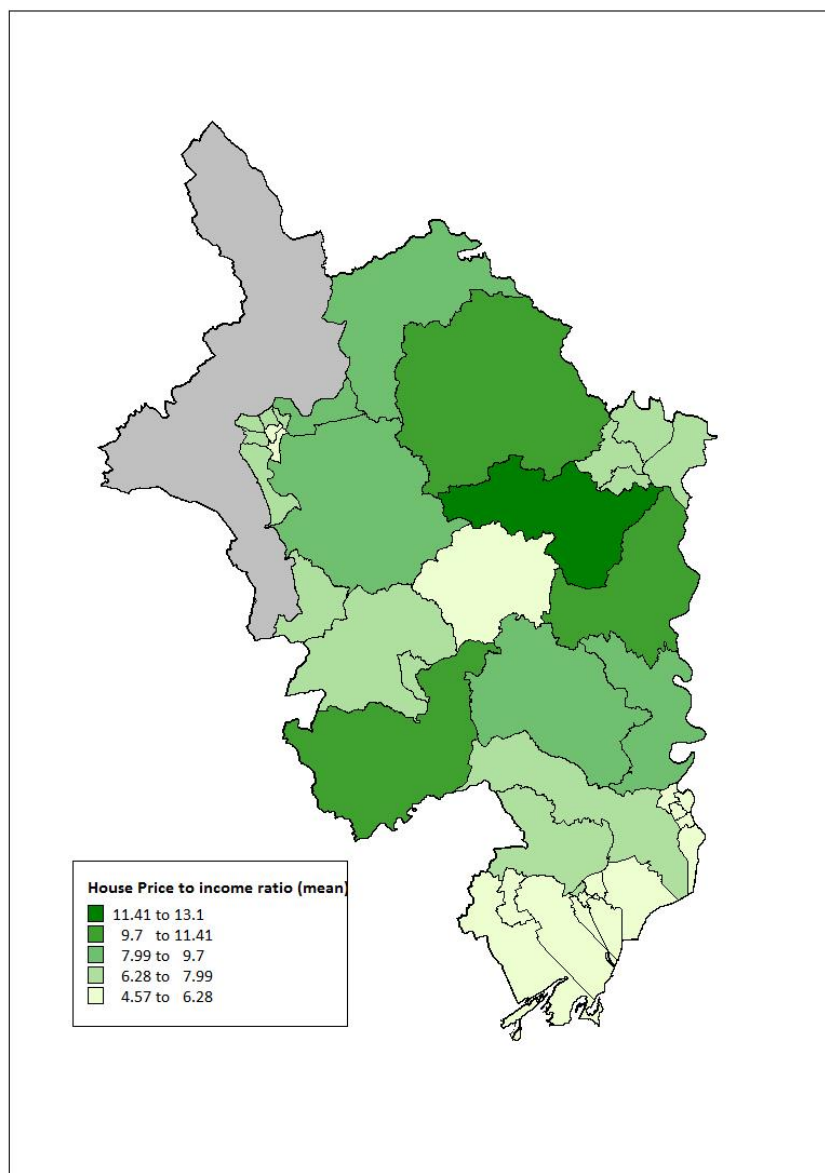 House Price to income ratio (mean)
11.41 to 13.1
9.7 to 11.41
7.99 to 9.7
6.28 to 7.99
4.57 to 6.28